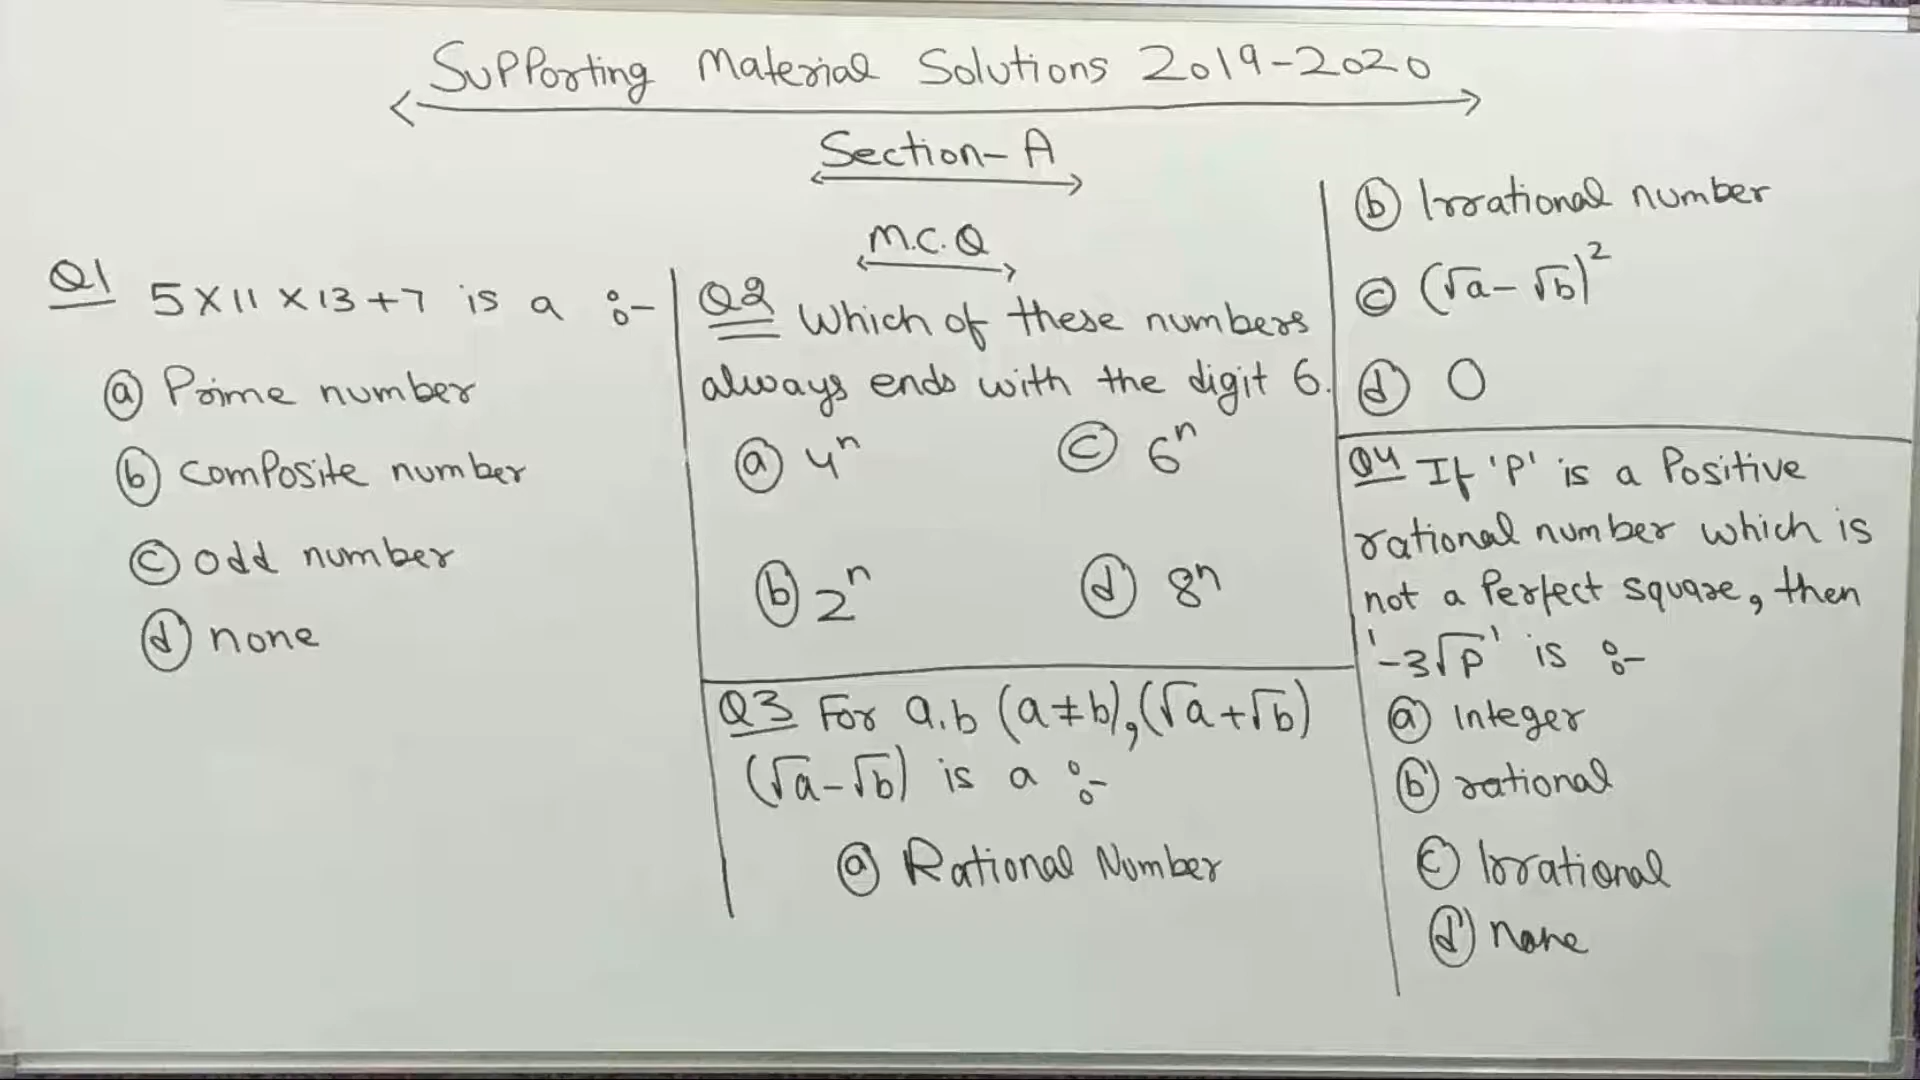 Supporting Material Solutions 2019-2020
Section-A
M.C.Q
Q1 5×11×13+7 is a :-
(a) Prime number
(b) composite number
(c) odd number
(d) none
Q2 Which of these numbers
always ends with the digit 6.
(a) 4ⁿ (c) 6ⁿ
(b) 2ⁿ (d) 8ⁿ
Q3 For a,b (a≠b),(√a+√b)
(√a-√b) is a :-
(a) Rational Number
(b) Irrational number
(c) (√a-√b)²
(d) 0
Q4 If 'P' is a Positive
rational number which is
not a Perfect square, then
'-3√P' is :-
(a) Integer
(b) rational
(c) Irrational
(d) none